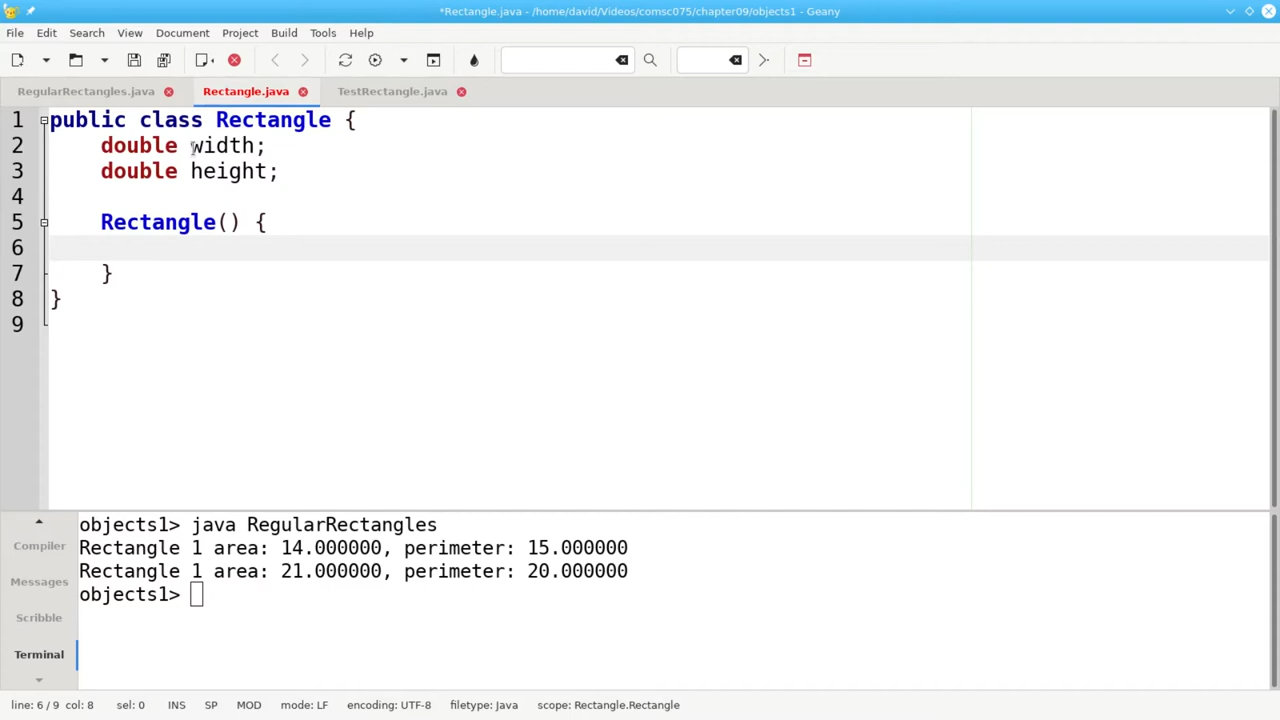 *Rectangle.java - /home/david/Videos/comsc075/chapter09/objects1 - Geany
File Edit Search View Document Project Build Tools Help
RegularRectangles.java Rectangle.java TestRectangle.java
1 public class Rectangle {
2 double width;
3 double height;
4
5 Rectangle() {
6
7 }
8 }
9
Compiler
Messages
Scribble
Terminal
objects1> java RegularRectangles
Rectangle 1 area: 14.000000, perimeter: 15.000000
Rectangle 1 area: 21.000000, perimeter: 20.000000
objects1>
line: 6 / 9 col: 8 sel: 0 INS SP MOD mode: LF encoding: UTF-8 filetype: Java scope: Rectangle.Rectangle